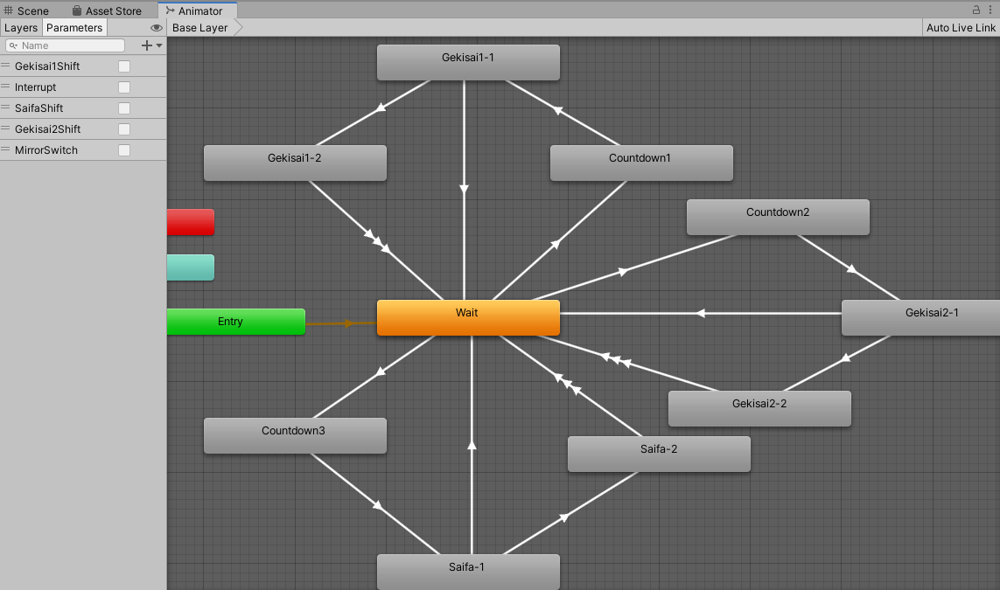 Scene Asset Store Animator
Layers Parameters Base Layer Auto Live Link
Name
Gekisai1Shift
Interrupt
SaifaShift
Gekisai2Shift
MirrorSwitch
Gekisai1-1
Gekisai1-2
Countdown1
Countdown2
Entry
Wait
Gekisai2-1
Gekisai2-2
Countdown3
Saifa-2
Saifa-1